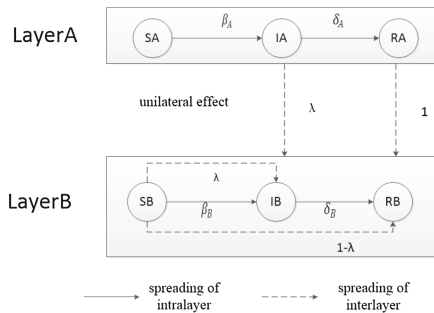 LayerA
SA
β_A
IA
δ_A
RA
unilateral effect
λ
1
LayerB
λ
SB
β_B
IB
δ_B
RB
1-λ
spreading of
intralayer
spreading of
interlayer